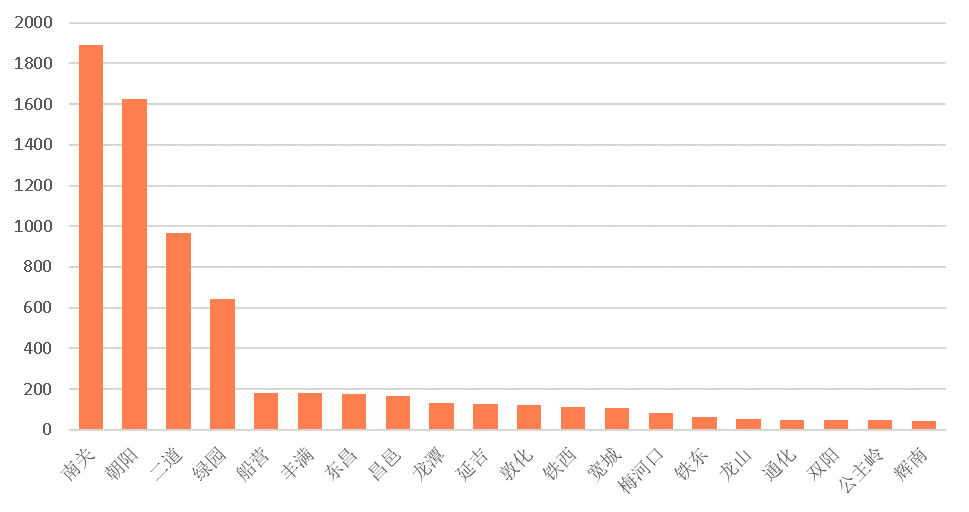 2000
1800
1600
1400
1200
1000
800
600
400
200
0
南关
朝阳
二道
绿园
船营
丰满
东昌
昌邑
龙潭
延吉
敦化
铁西
宽城
梅河口
铁东
龙山
通化
双阳
公主岭
辉南